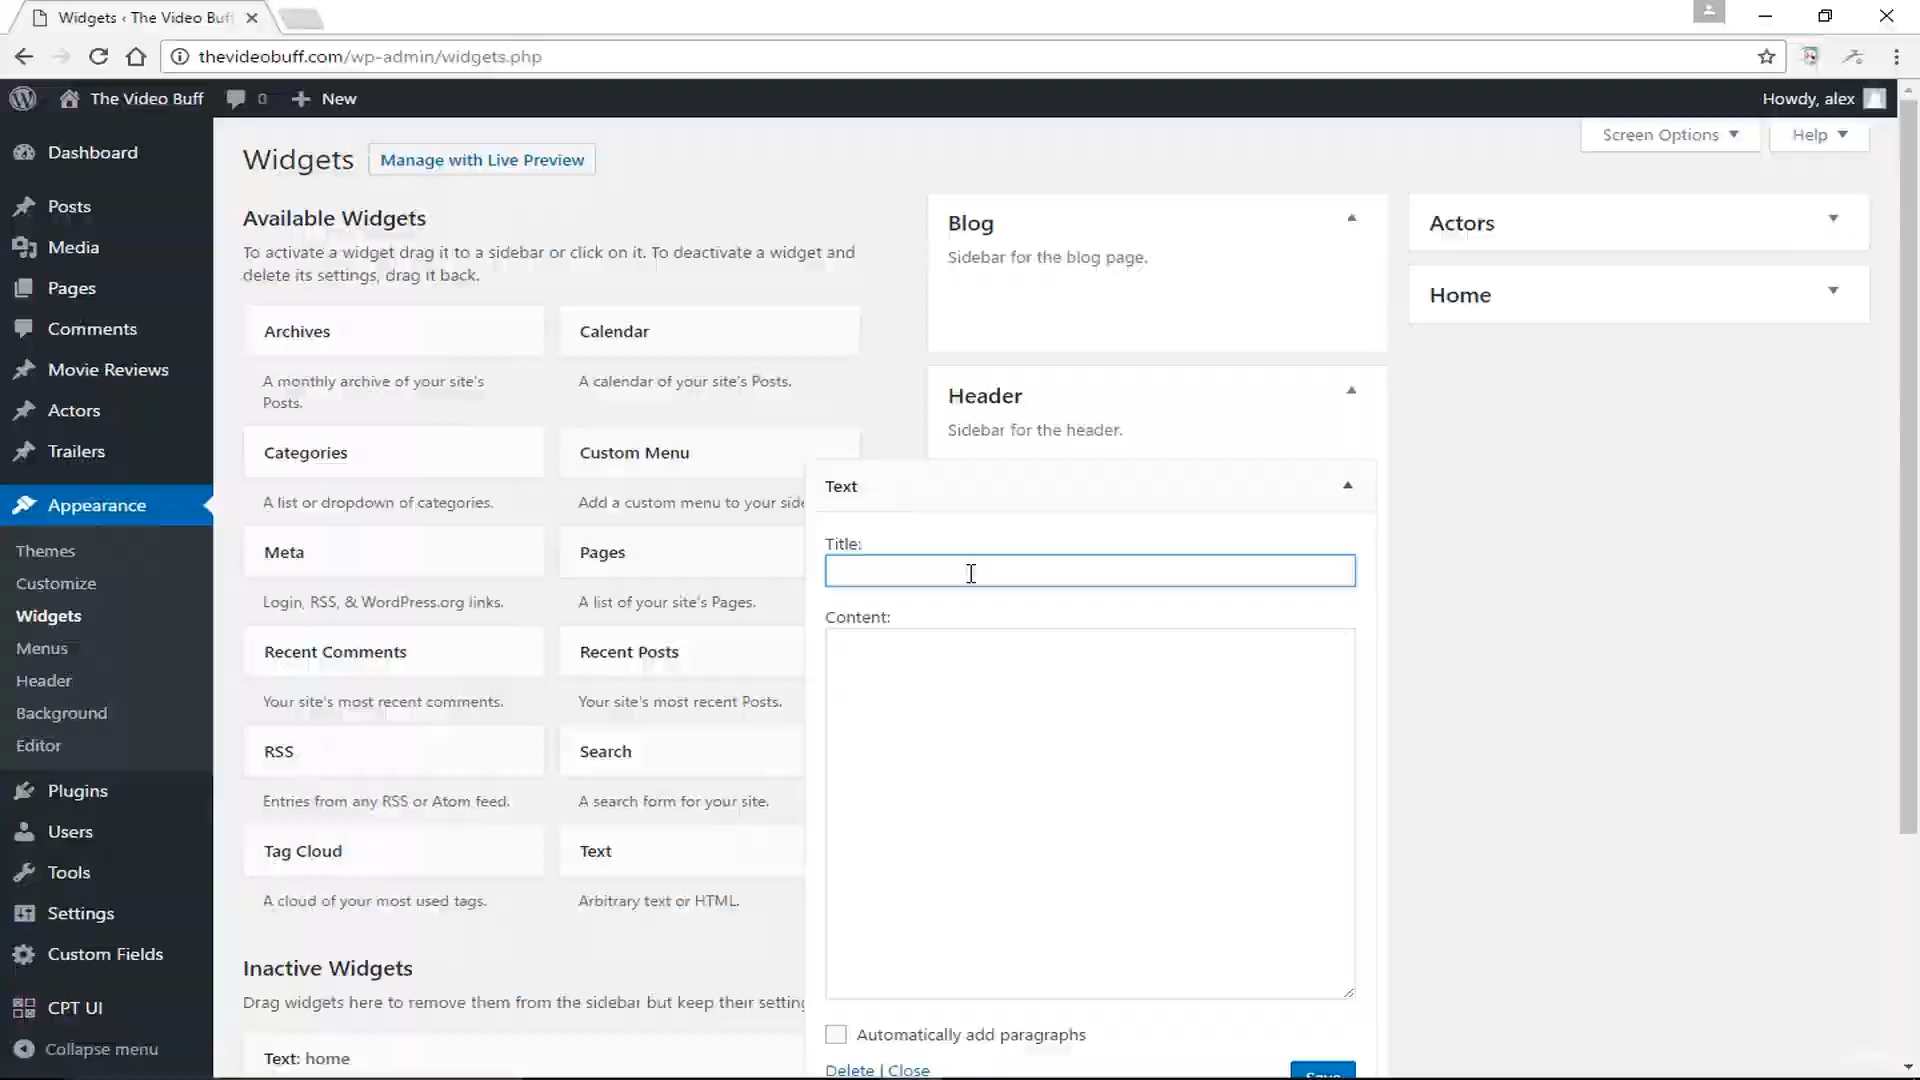 Widgets ‹ The Video Buf
thevideobuff.com/wp-admin/widgets.php
The Video Buff
0
New
Howdy, alex
Dashboard
Posts
Media
Pages
Comments
Movie Reviews
Actors
Trailers
Appearance
Themes
Customize
Widgets
Menus
Header
Background
Editor
Plugins
Users
Tools
Settings
Custom Fields
CPT UI
Collapse menu
Screen Options
Help
Widgets
Manage with Live Preview
Available Widgets
To activate a widget drag it to a sidebar or click on it. To deactivate a widget and
delete its settings, drag it back.
Archives
Calendar
A monthly archive of your site's
Posts.
A calendar of your site's Posts.
Categories
Custom Menu
A list or dropdown of categories.
Add a custom menu to your side
Meta
Pages
Login, RSS, & WordPress.org links.
A list of your site's Pages.
Recent Comments
Recent Posts
Your site's most recent comments.
Your site's most recent Posts.
RSS
Search
Entries from any RSS or Atom feed.
A search form for your site.
Tag Cloud
Text
A cloud of your most used tags.
Arbitrary text or HTML.
Inactive Widgets
Drag widgets here to remove them from the sidebar but keep their setting
Text: home
Blog
Sidebar for the blog page.
Header
Sidebar for the header.
Text
Title:
Content:
Automatically add paragraphs
Delete | Close
Save
Actors
Home